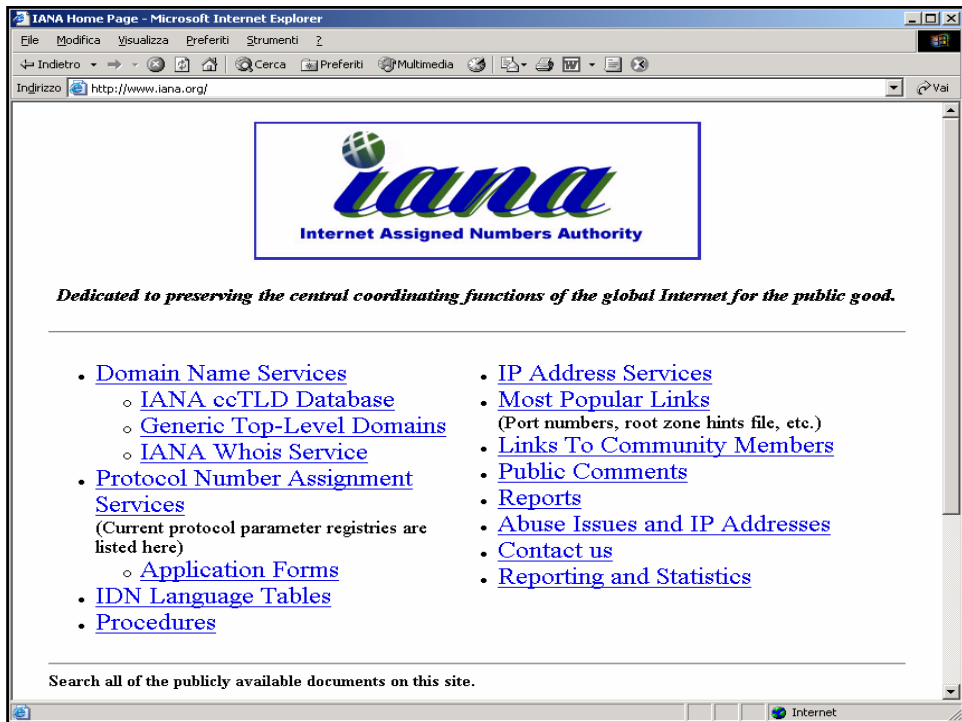 IANA Home Page - Microsoft Internet Explorer
File Modifica Visualizza Preferiti Strumenti ?
Indietro Cerca Preferiti Multimedia
Indirizzo http://www.iana.org/ Vai
iana
Internet Assigned Numbers Authority
Dedicated to preserving the central coordinating functions of the global Internet for the public good.
Domain Name Services
IANA ccTLD Database
Generic Top-Level Domains
IANA Whois Service
Protocol Number Assignment
Services
(Current protocol parameter registries are
listed here)
Application Forms
IDN Language Tables
Procedures
IP Address Services
Most Popular Links
(Port numbers, root zone hints file, etc.)
Links To Community Members
Public Comments
Reports
Abuse Issues and IP Addresses
Contact us
Reporting and Statistics
Search all of the publicly available documents on this site.
Internet